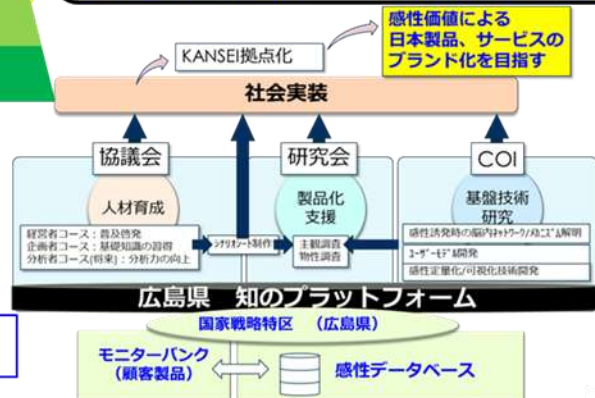 感性価値による
日本製品、サービスの
ブランド化を目指す
KANSEI拠点化
社会実装
協議会
研究会
COI
人材育成
製品化
支援
基盤技術
研究
経営者コース：普及啓発
企画者コース：基礎知識の習得
分析者コース(将来)：分析力の向上
シナリオシート制作
主観調査
物性調査
感性誘発時の脳内ネットワーク/メカニズム解明
ユーザーモデル開発
感性定量化/可視化技術開発
広島県　知のプラットフォーム
国家戦略特区　（広島県）
モニターバンク
（顧客製品）
感性データベース